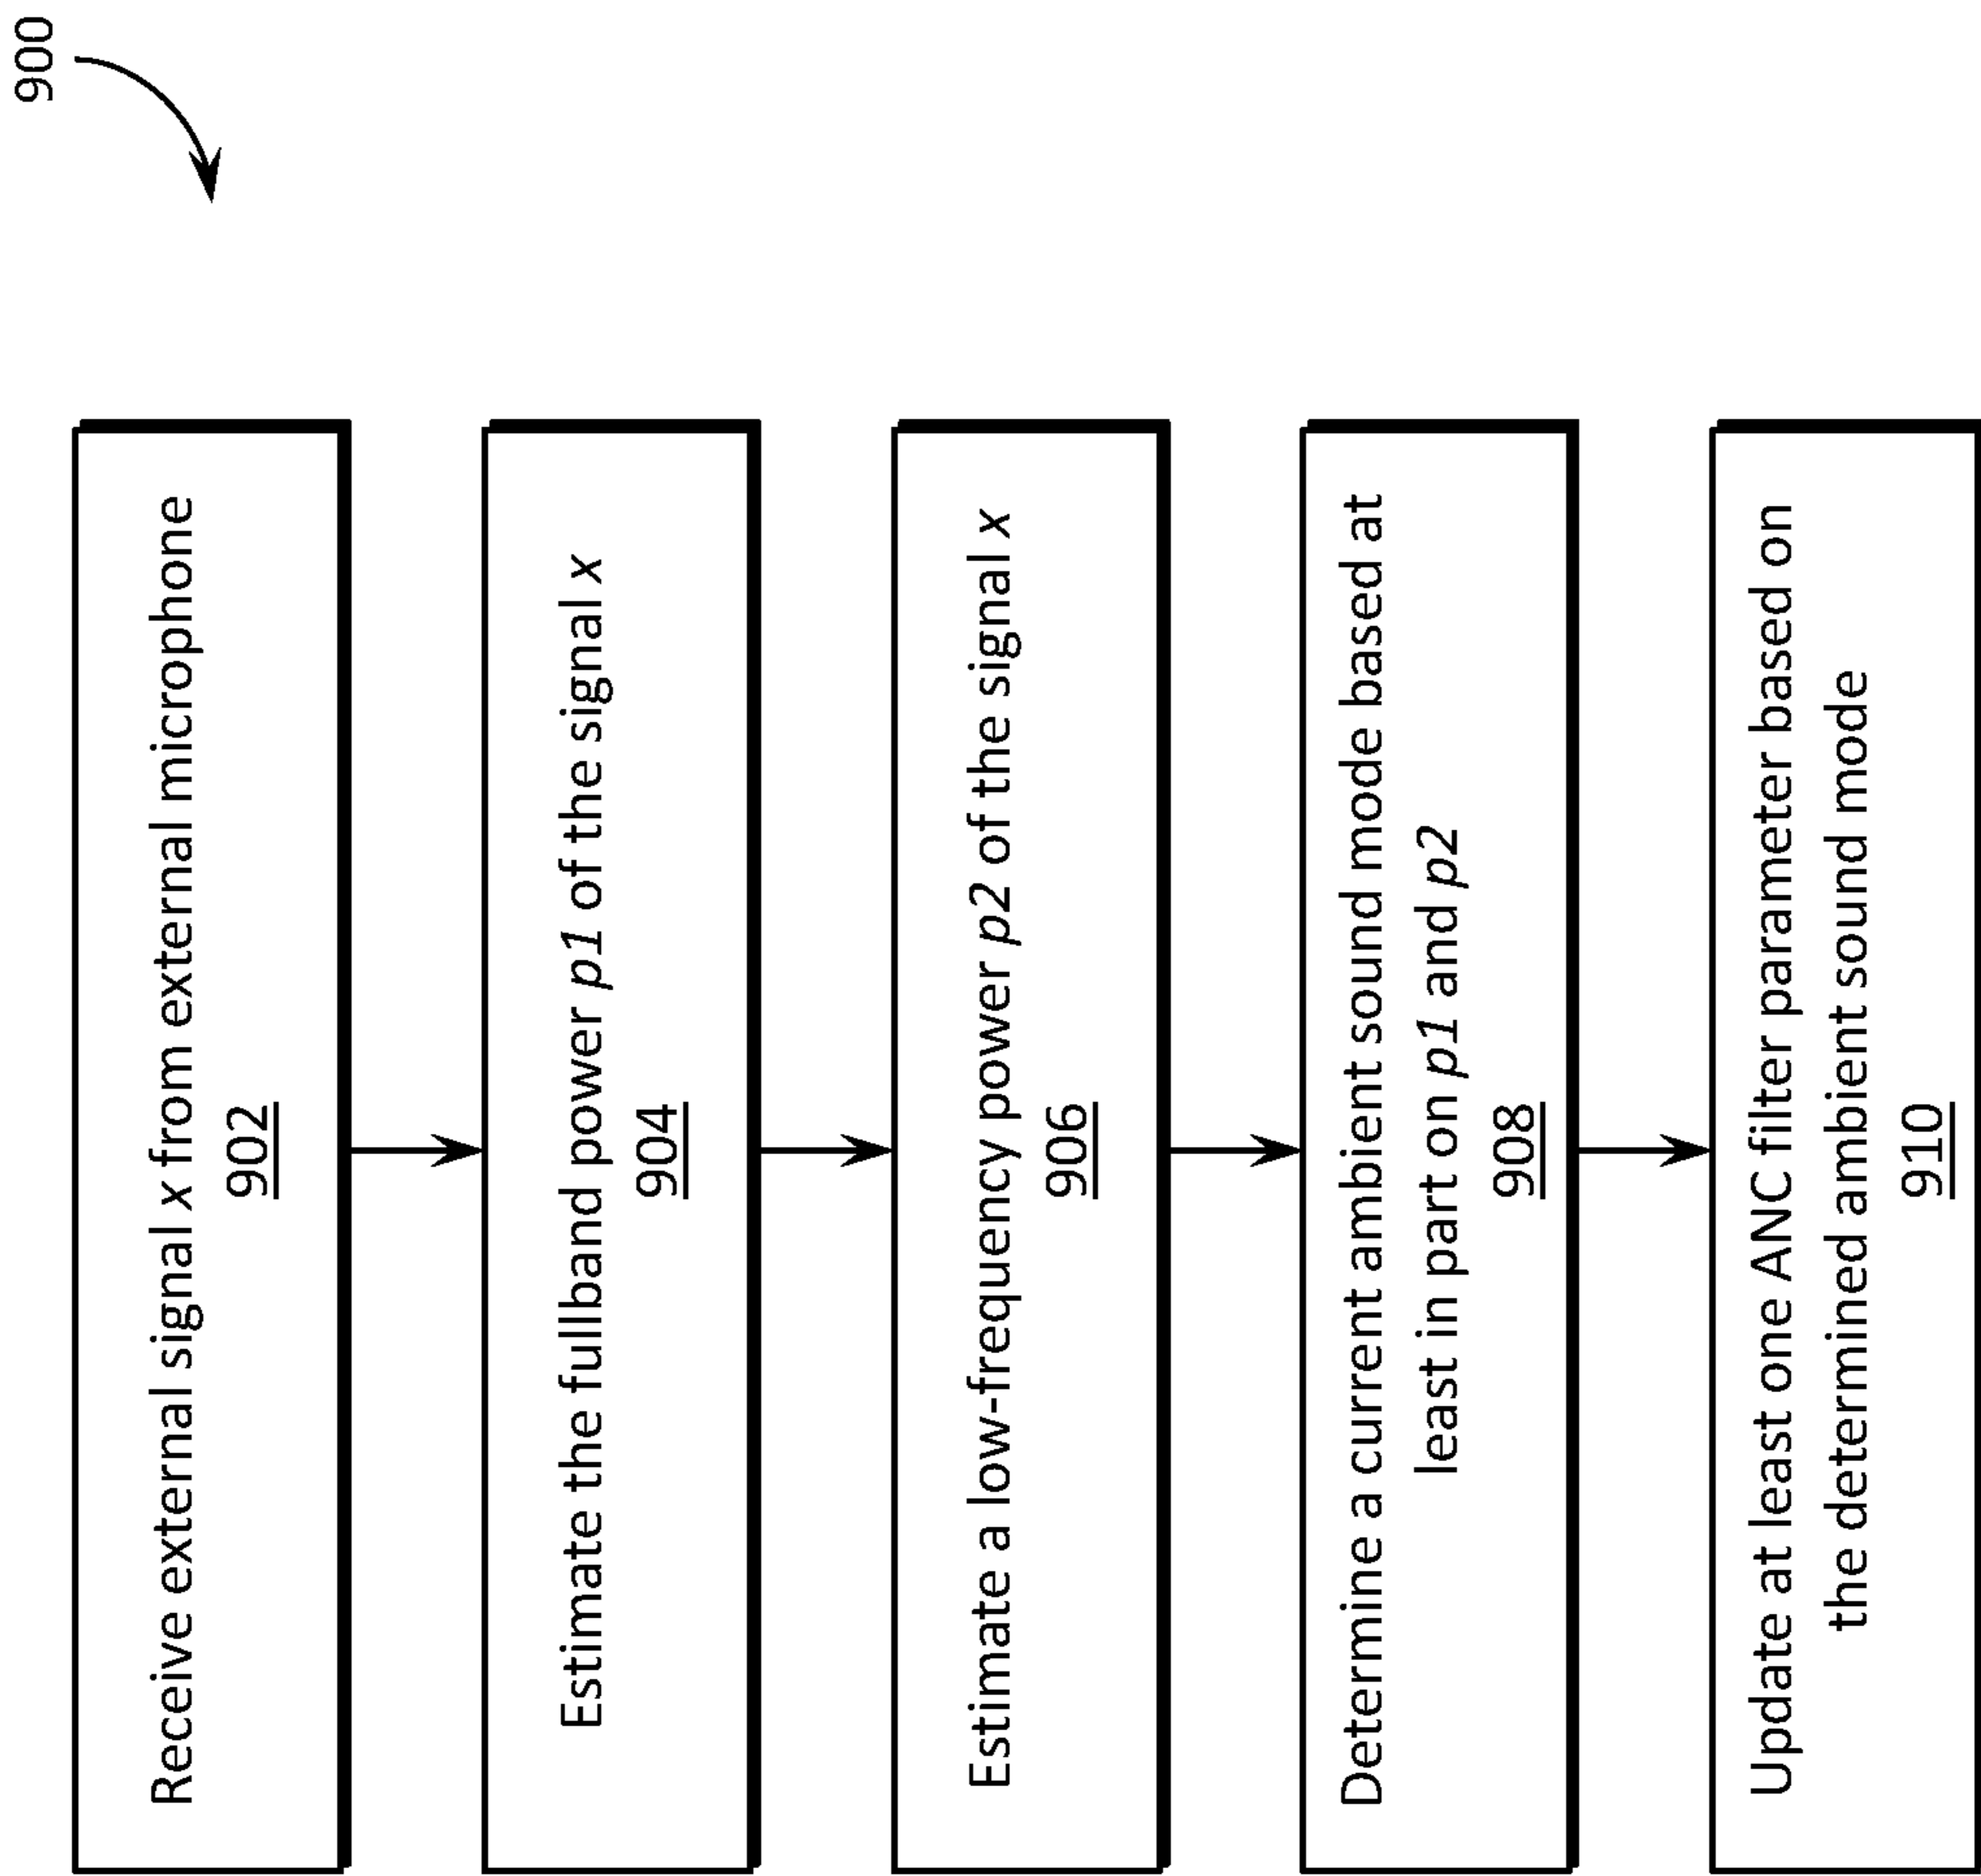 900
Receive external signal x from external microphone
902
Estimate the fullband power p1 of the signal x
904
Estimate a low-frequency power p2 of the signal x
906
Determine a current ambient sound mode based at
least in part on p1 and p2
908
Update at least one ANC filter parameter based on
the determined ambient sound mode
910